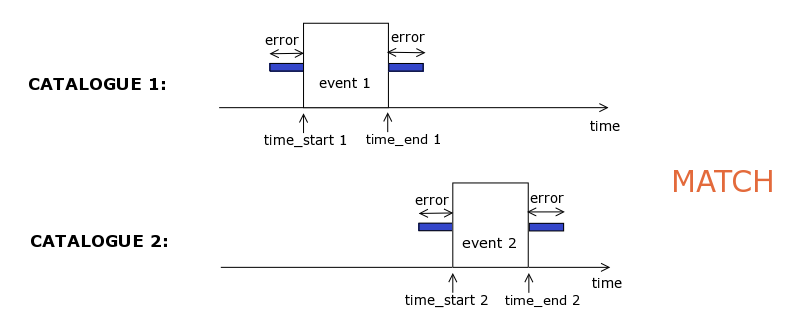 error
error
event 1
CATALOGUE 1:
time
time_start 1
time_end 1
MATCH
error
error
event 2
CATALOGUE 2:
time
time_start 2
time_end 2